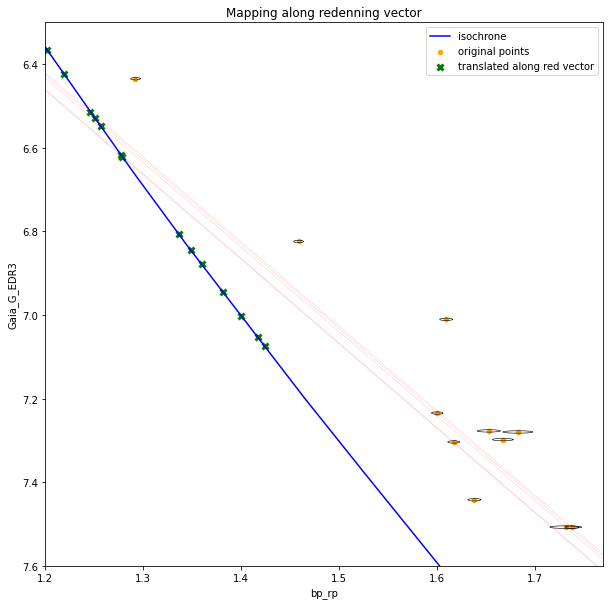 Mapping along redenning vector
isochrone
original points
translated along red vector
Gaia_G_EDR3
6.4
6.6
6.8
7.0
7.2
7.4
7.6
1.2 1.3 1.4 1.5 1.6 1.7
bp_rp